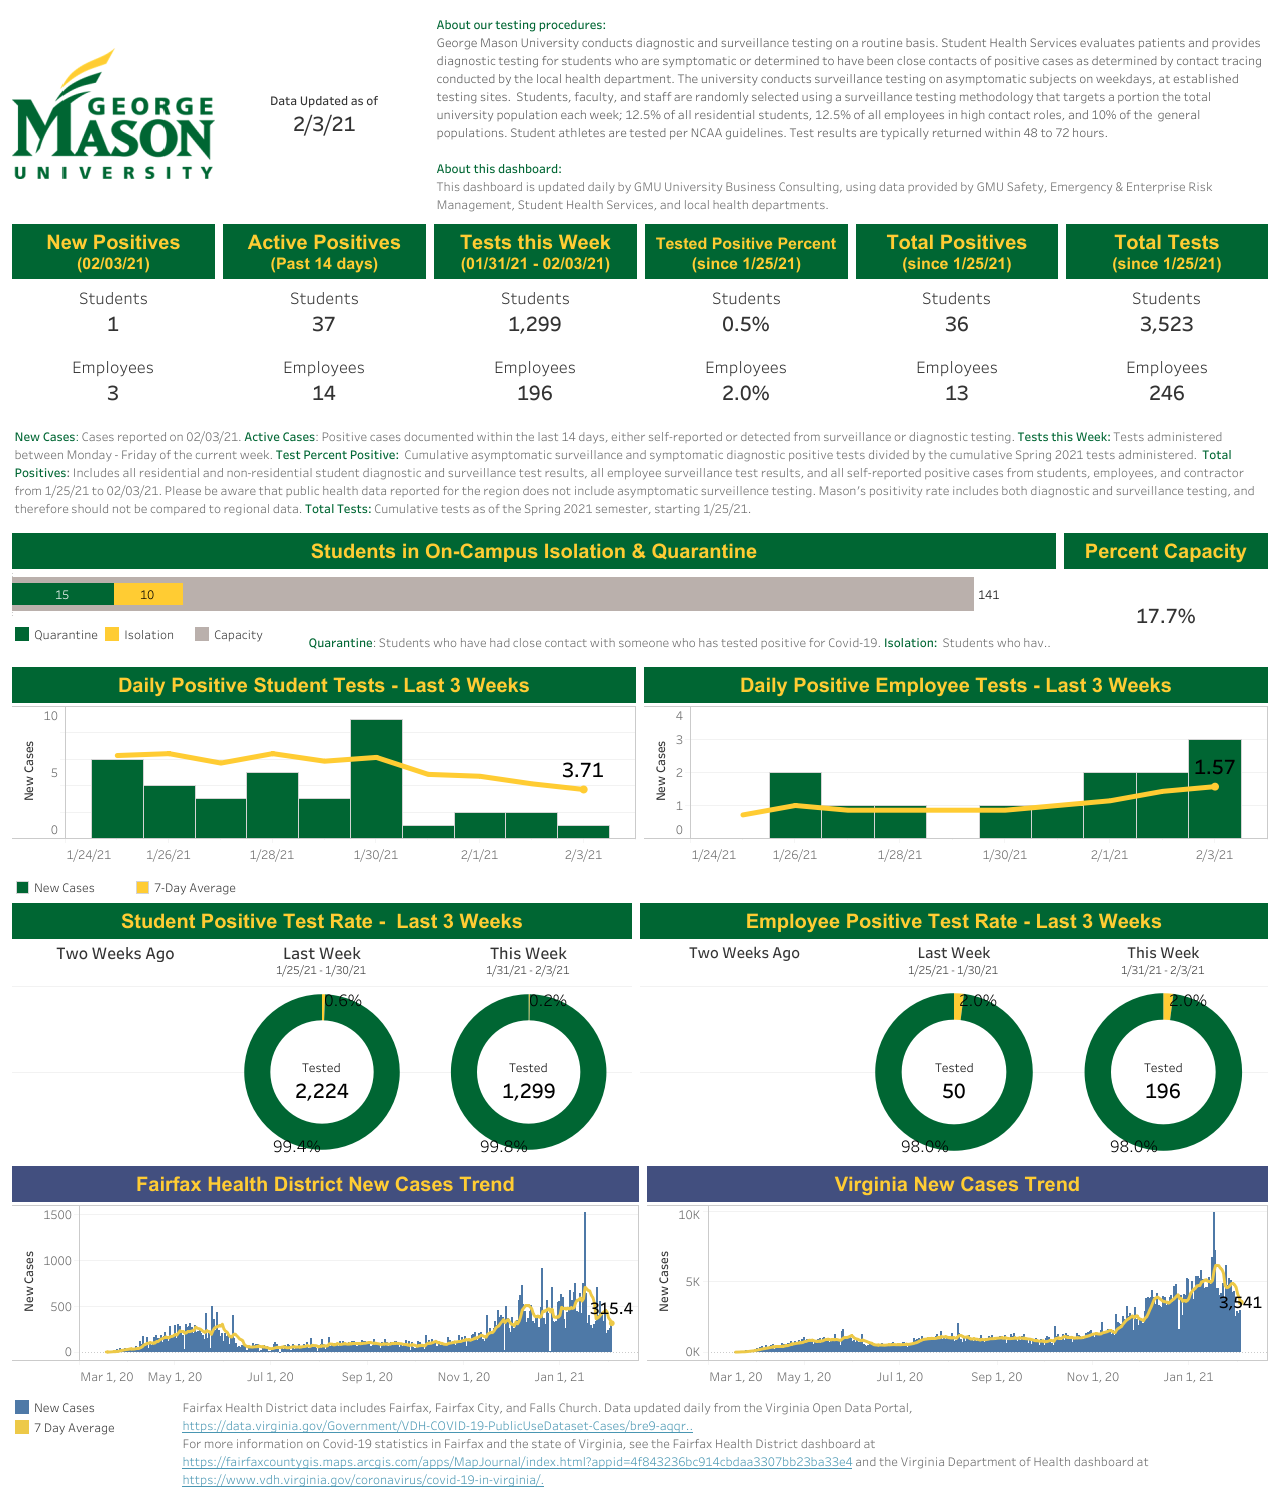 About our testing procedures:
George Mason University conducts diagnostic and surveillance testing on a routine basis. Student Health Services evaluates patients and provides
diagnostic testing for students who are symptomatic or determined to have been close contacts of positive cases as determined by contact tracing
conducted by the local health department. The university conducts surveillance testing on asymptomatic subjects on weekdays, at established
testing sites. Students, faculty, and staff are randomly selected using a surveillance testing methodology that targets a portion the total
university population each week; 12.5% of all residential students, 12.5% of all employees in high contact roles, and 10% of the general
populations. Student athletes are tested per NCAA guidelines. Test results are typically returned within 48 to 72 hours.
GEORGE
MASON
UNIVERSITY
Data Updated as of
2/3/21
About this dashboard:
This dashboard is updated daily by GMU University Business Consulting, using data provided by GMU Safety, Emergency & Enterprise Risk
Management, Student Health Services, and local health departments.
New Positives Active Positives Tests this Week Tested Positive Percent Total Positives Total Tests
(02/03/21) (Past 14 days) (01/31/21 - 02/03/21) (since 1/25/21) (since 1/25/21) (since 1/25/21)
Students Students Students Students Students Students
1 37 1,299 0.5% 36 3,523
Employees Employees Employees Employees Employees Employees
3 14 196 2.0% 13 246
New Cases: Cases reported on 02/03/21. Active Cases: Positive cases documented within the last 14 days, either self-reported or detected from surveillance or diagnostic testing. Tests this Week: Tests administered
between Monday - Friday of the current week. Test Percent Positive: Cumulative asymptomatic surveillance and symptomatic diagnostic positive tests divided by the cumulative Spring 2021 tests administered. Total
Positives: Includes all residential and non-residential student diagnostic and surveillance test results, all employee surveillance test results, and all self-reported positive cases from students, employees, and contractor
from 1/25/21 to 02/03/21. Please be aware that public health data reported for the region does not include asymptomatic surveillence testing. Mason's positivity rate includes both diagnostic and surveillance testing, and
therefore should not be compared to regional data. Total Tests: Cumulative tests as of the Spring 2021 semester, starting 1/25/21.
Students in On-Campus Isolation & Quarantine Percent Capacity
15 10 141
17.7%
Quarantine Isolation Capacity
Quarantine: Students who have had close contact with someone who has tested positive for Covid-19. Isolation: Students who hav..
Daily Positive Student Tests - Last 3 Weeks
New Cases
10
5
0
3.71
1/24/21 1/26/21 1/28/21 1/30/21 2/1/21 2/3/21
Daily Positive Employee Tests - Last 3 Weeks
New Cases
4
3
2
1
0
1.57
1/24/21 1/26/21 1/28/21 1/30/21 2/1/21 2/3/21
New Cases 7-Day Average
Student Positive Test Rate - Last 3 Weeks
Two Weeks Ago Last Week This Week
1/25/21 - 1/30/21 1/31/21 - 2/3/21
0.6% 0.2%
Tested Tested
2,224 1,299
99.4% 99.8%
Employee Positive Test Rate - Last 3 Weeks
Two Weeks Ago Last Week This Week
1/25/21 - 1/30/21 1/31/21 - 2/3/21
2.0% 2.0%
Tested Tested
50 196
98.0% 98.0%
Fairfax Health District New Cases Trend
New Cases
1500
1000
500
0
315.4
Mar 1, 20 May 1, 20 Jul 1, 20 Sep 1, 20 Nov 1, 20 Jan 1, 21
Virginia New Cases Trend
New Cases
10K
5K
0K
3,541
Mar 1, 20 May 1, 20 Jul 1, 20 Sep 1, 20 Nov 1, 20 Jan 1, 21
New Cases
7 Day Average
Fairfax Health District data includes Fairfax, Fairfax City, and Falls Church. Data updated daily from the Virginia Open Data Portal,
https://data.virginia.gov/Government/VDH-COVID-19-PublicUseDataset-Cases/bre9-aqqr..
For more information on Covid-19 statistics in Fairfax and the state of Virginia, see the Fairfax Health District dashboard at
https://fairfaxcountygis.maps.arcgis.com/apps/MapJournal/index.html?appid=4f843236bc914cbdaa3307bb23ba33e4 and the Virginia Department of Health dashboard at
https://www.vdh.virginia.gov/coronavirus/covid-19-in-virginia/.